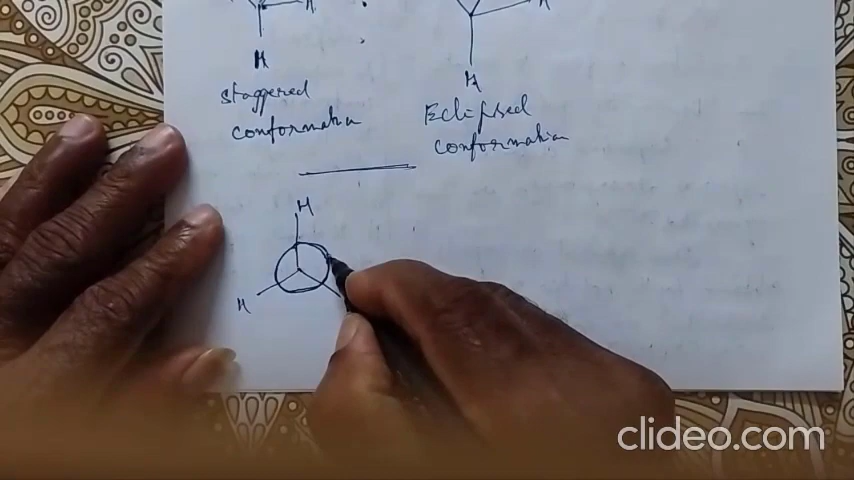 H
H
H
H
Staggered
conformation
Eclipsed
conformation
H
H
clideo.com